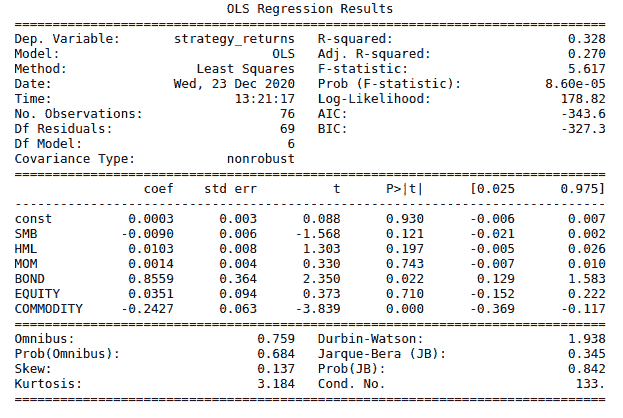 OLS Regression Results
==============================================================================
Dep. Variable:       strategy_returns   R-squared:                       0.328
Model:                            OLS   Adj. R-squared:                  0.270
Method:                 Least Squares   F-statistic:                     5.617
Date:                Wed, 23 Dec 2020   Prob (F-statistic):           8.60e-05
Time:                        13:21:17   Log-Likelihood:                 178.82
No. Observations:                  76   AIC:                            -343.6
Df Residuals:                      69   BIC:                            -327.3
Df Model:                           6
Covariance Type:            nonrobust
==============================================================================
coef    std err          t      P>|t|      [0.025      0.975]
------------------------------------------------------------------------------
const          0.0003      0.003      0.088      0.930      -0.006       0.007
SMB           -0.0090      0.006     -1.568      0.121      -0.021       0.002
HML            0.0103      0.008      1.303      0.197      -0.005       0.026
MOM            0.0014      0.004      0.330      0.743      -0.007       0.010
BOND           0.8559      0.364      2.350      0.022       0.129       1.583
EQUITY         0.0351      0.094      0.373      0.710      -0.152       0.222
COMMODITY     -0.2427      0.063     -3.839      0.000      -0.369      -0.117
==============================================================================
Omnibus:                        0.759   Durbin-Watson:                   1.938
Prob(Omnibus):                  0.684   Jarque-Bera (JB):                0.345
Skew:                           0.137   Prob(JB):                        0.842
Kurtosis:                       3.184   Cond. No.                         133.
==============================================================================